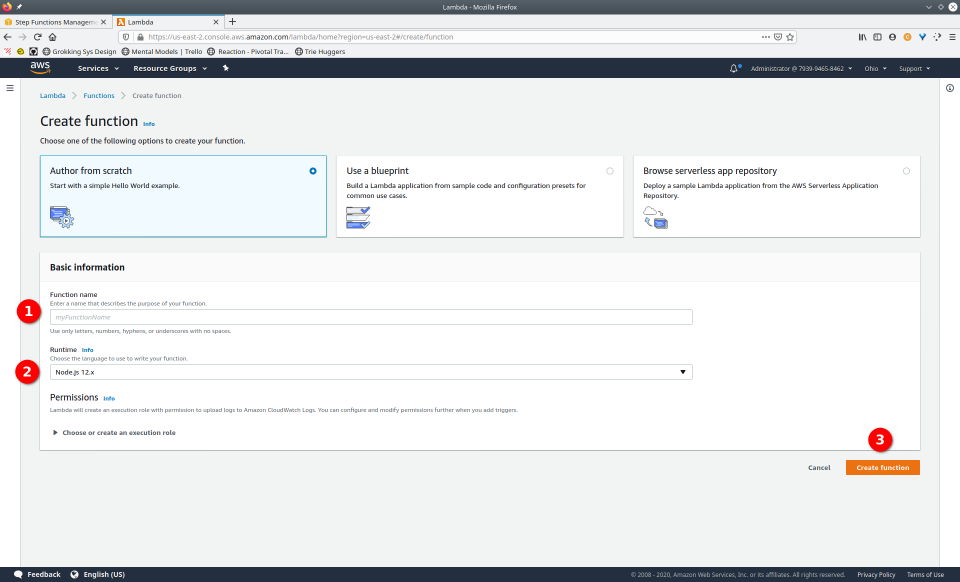 Lambda - Mozilla Firefox
Step Functions Managem
Lambda
https://us-east-2.console.aws.amazon.com/lambda/home?region=us-east-2#/create/function
Grokking Sys Design
Mental Models | Trello
Reaction - Pivotal Tra...
Trie Huggers
aws
Services
Resource Groups
Administrator @ 7939-9465-8462
Ohio
Support
Lambda
Functions
Create function
Create function Info
Choose one of the following options to create your function.
Author from scratch
Start with a simple Hello World example.
Use a blueprint
Build a Lambda application from sample code and configuration presets for
common use cases.
Browse serverless app repository
Deploy a sample Lambda application from the AWS Serverless Application
Repository.
Basic information
Function name
Enter a name that describes the purpose of your function.
1
myFunctionName
Use only letters, numbers, hyphens, or underscores with no spaces.
Runtime Info
Choose the language to use to write your function.
2
Node.js 12.x
Permissions Info
Lambda will create an execution role with permission to upload logs to Amazon CloudWatch Logs. You can configure and modify permissions further when you add triggers.
Choose or create an execution role
3
Cancel
Create function
Feedback
English (US)
© 2008 - 2020, Amazon Web Services, Inc. or its affiliates. All rights reserved.
Privacy Policy
Terms of Use